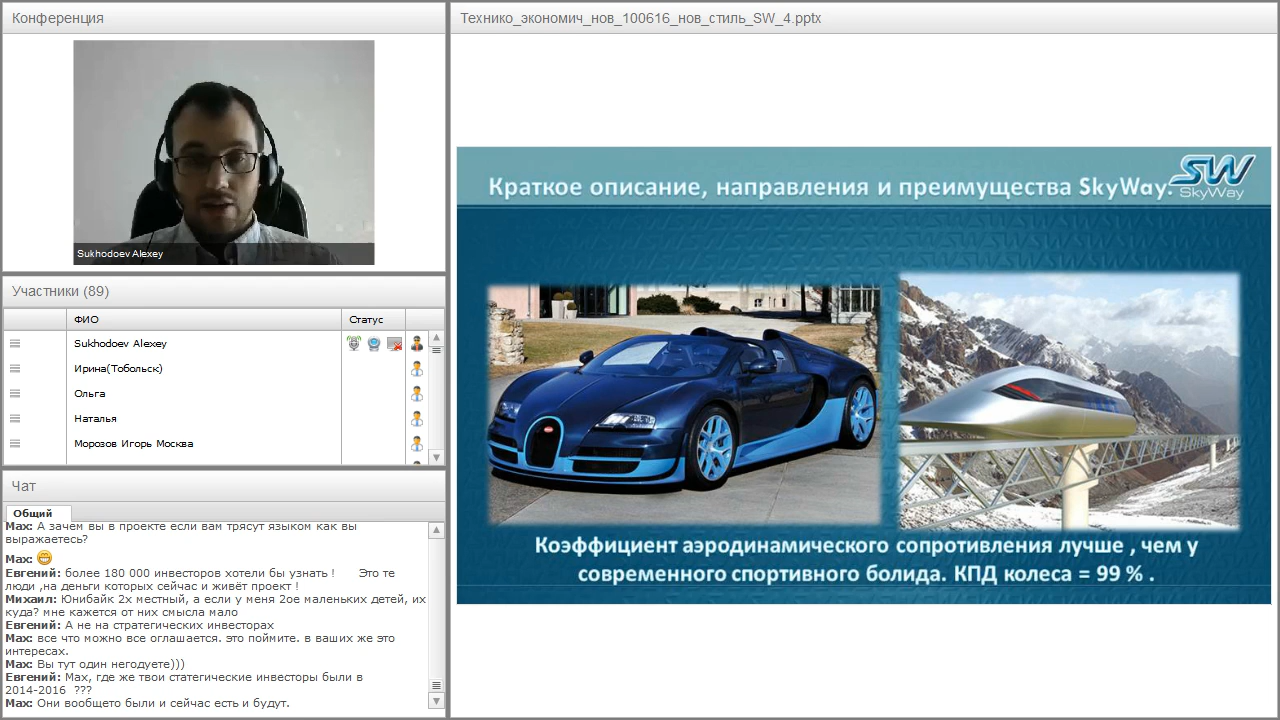 Конференция
Sukhodoev Alexey
Участники (89)
ФИО Статус
Sukhodoev Alexey
Ирина(Тобольск)
Ольга
Наталья
Морозов Игорь Москва
Чат
Общий
Max: А зачем вы в проекте если вам трясут языком как вы
выражаетесь?
Max:
Евгений: более 180 000 инвесторов хотели бы узнать ! Это те
люди ,на деньги которых сейчас и живёт проект !
Михаил: Юнибайк 2х местный, а если у меня 2ое маленьких детей, их
куда? мне кажется от них смысла мало
Евгений: А не на стратегических инвесторах
Max: все что можно все оглашается. это поймите. в ваших же это
интересах.
Max: Вы тут один негодуете)))
Евгений: Max, где же твои статегические инвесторы были в
2014-2016 ???
Max: Они вообщето были и сейчас есть и будут.
Технико_экономич_нов_100616_нов_стиль_SW_4.pptx
Краткое описание, направления и преимущества SkyWay.
SW
SkyWay
Коэффициент аэродинамического сопротивления лучше , чем у
современного спортивного болида. КПД колеса = 99 % .